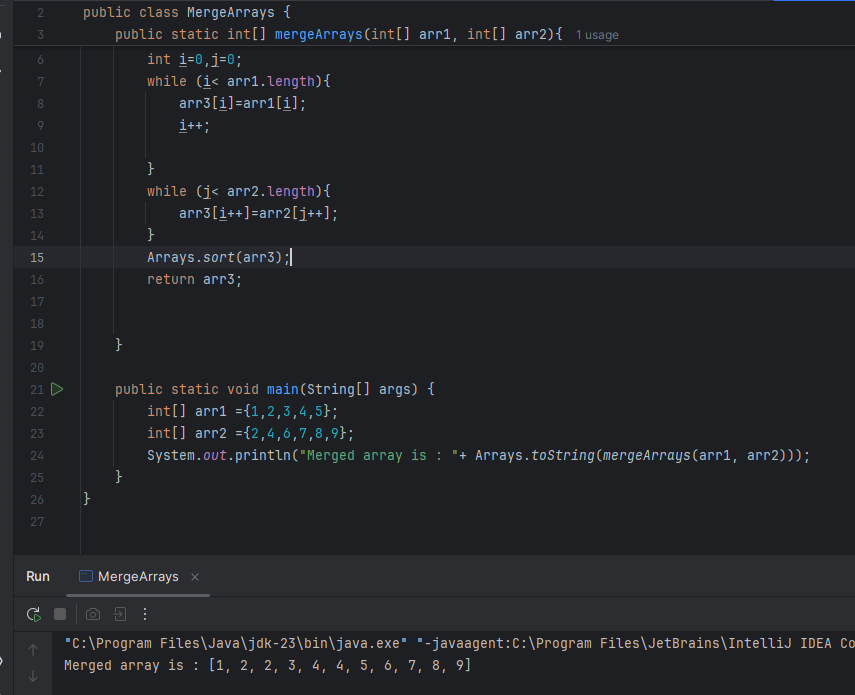 2 public class MergeArrays {
3 public static int[] mergeArrays(int[] arr1, int[] arr2){ 1 usage
6 int i=0,j=0;
7 while (i< arr1.length){
8 arr3[i]=arr1[i];
9 i++;
10
11 }
12 while (j< arr2.length){
13 arr3[i++]=arr2[j++];
14 }
15 Arrays.sort(arr3);
16 return arr3;
17
18
19 }
20
21 public static void main(String[] args) {
22 int[] arr1 ={1,2,3,4,5};
23 int[] arr2 ={2,4,6,7,8,9};
24 System.out.println("Merged array is : "+ Arrays.toString(mergeArrays(arr1, arr2)));
25 }
26 }
27
Run MergeArrays
"C:\Program Files\Java\jdk-23\bin\java.exe" "-javaagent:C:\Program Files\JetBrains\IntelliJ IDEA Co
Merged array is : [1, 2, 2, 3, 4, 4, 5, 6, 7, 8, 9]